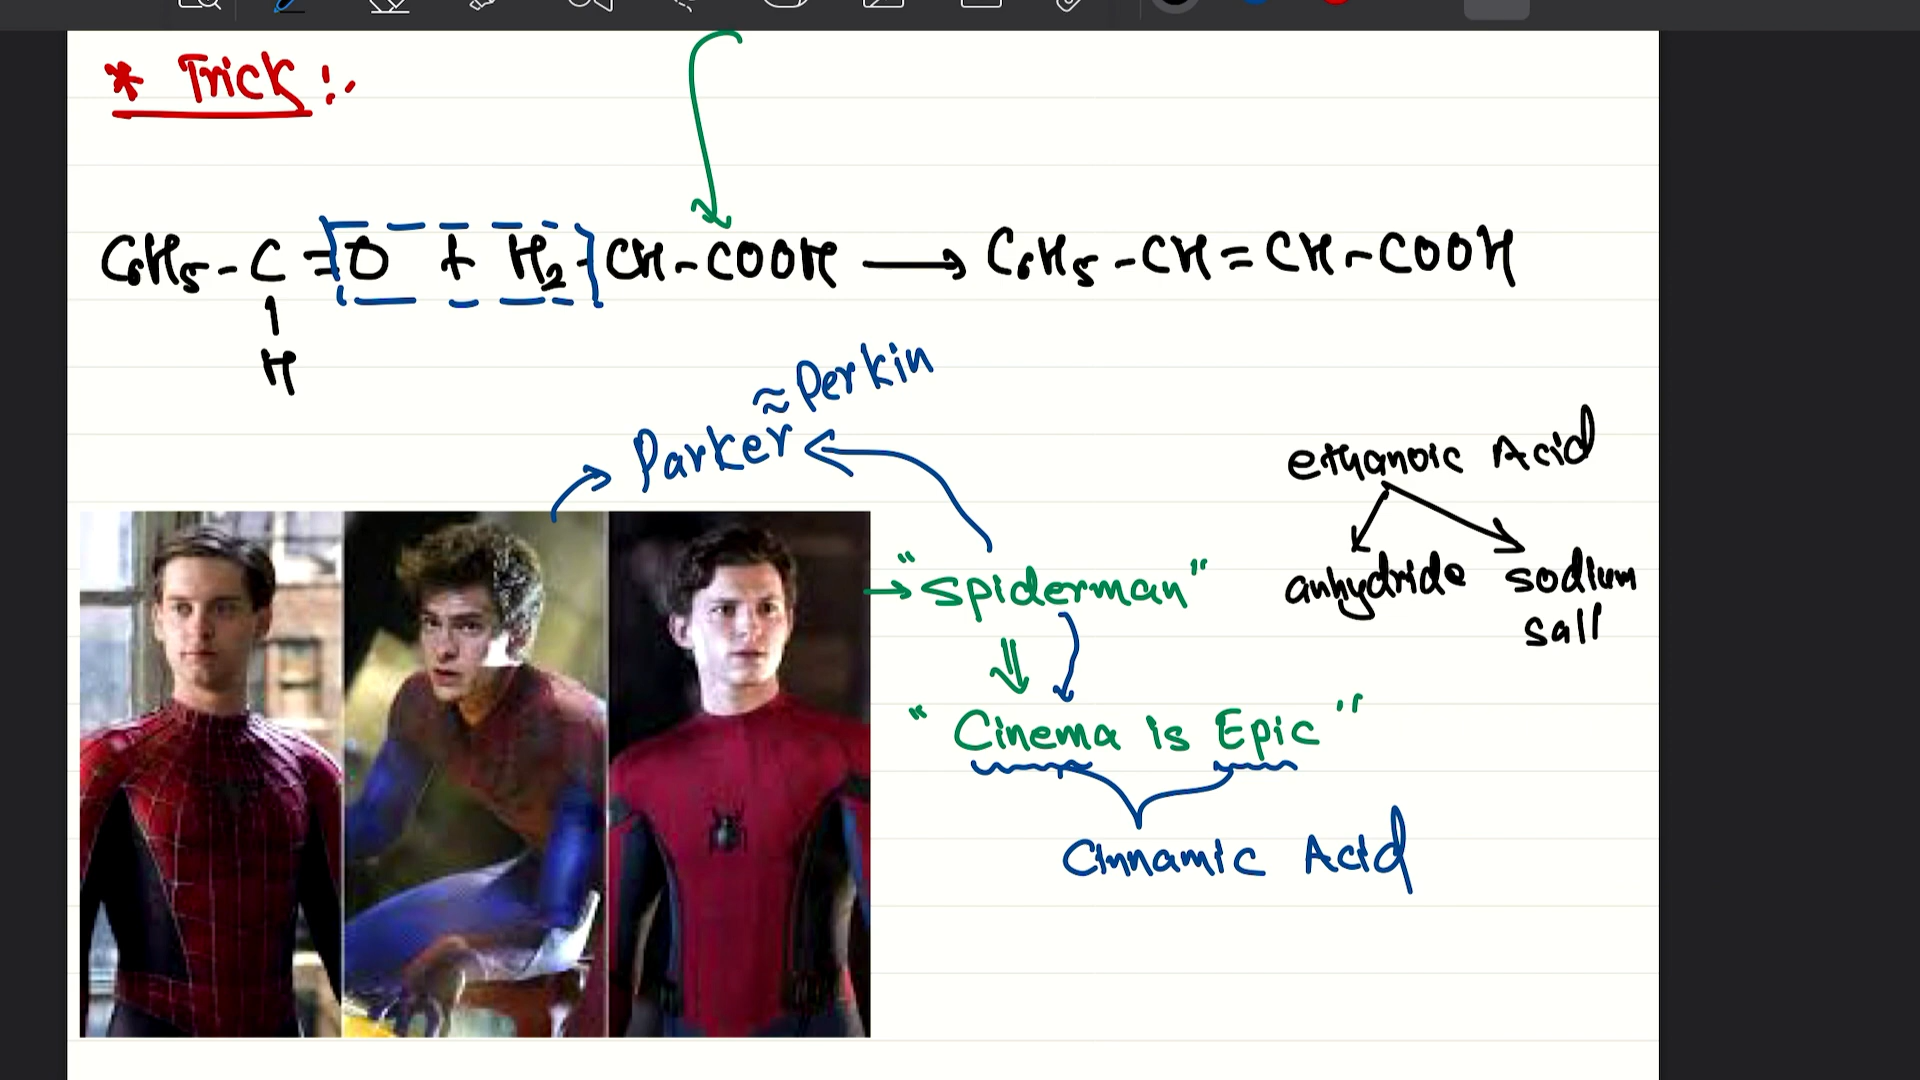 * Trick :-
C6H5-C=O + H2-CH-COOH → C6H5-CH=CH-COOH
H
≈ Perkin
Parker
ethanoic Acid
anhydride sodium salt
"spiderman"
"Cinema is Epic"
Cinnamic Acid